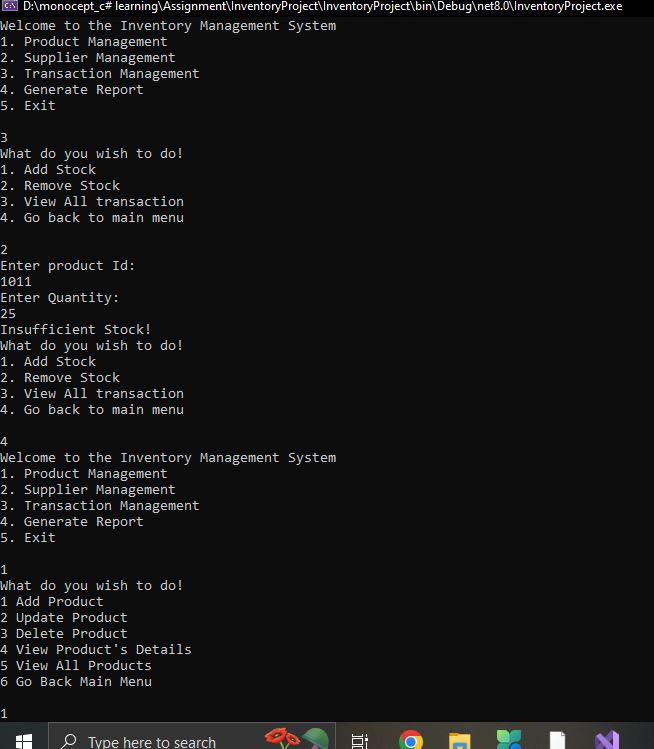 D:\monocept_c# learning\Assignment\InventoryProject\InventoryProject\bin\Debug\net8.0\InventoryProject.exe
Welcome to the Inventory Management System
1. Product Management
2. Supplier Management
3. Transaction Management
4. Generate Report
5. Exit
3
What do you wish to do!
1. Add Stock
2. Remove Stock
3. View All transaction
4. Go back to main menu
2
Enter product Id:
1011
Enter Quantity:
25
Insufficient Stock!
What do you wish to do!
1. Add Stock
2. Remove Stock
3. View All transaction
4. Go back to main menu
4
Welcome to the Inventory Management System
1. Product Management
2. Supplier Management
3. Transaction Management
4. Generate Report
5. Exit
1
What do you wish to do!
1 Add Product
2 Update Product
3 Delete Product
4 View Product's Details
5 View All Products
6 Go Back Main Menu
1
Type here to search